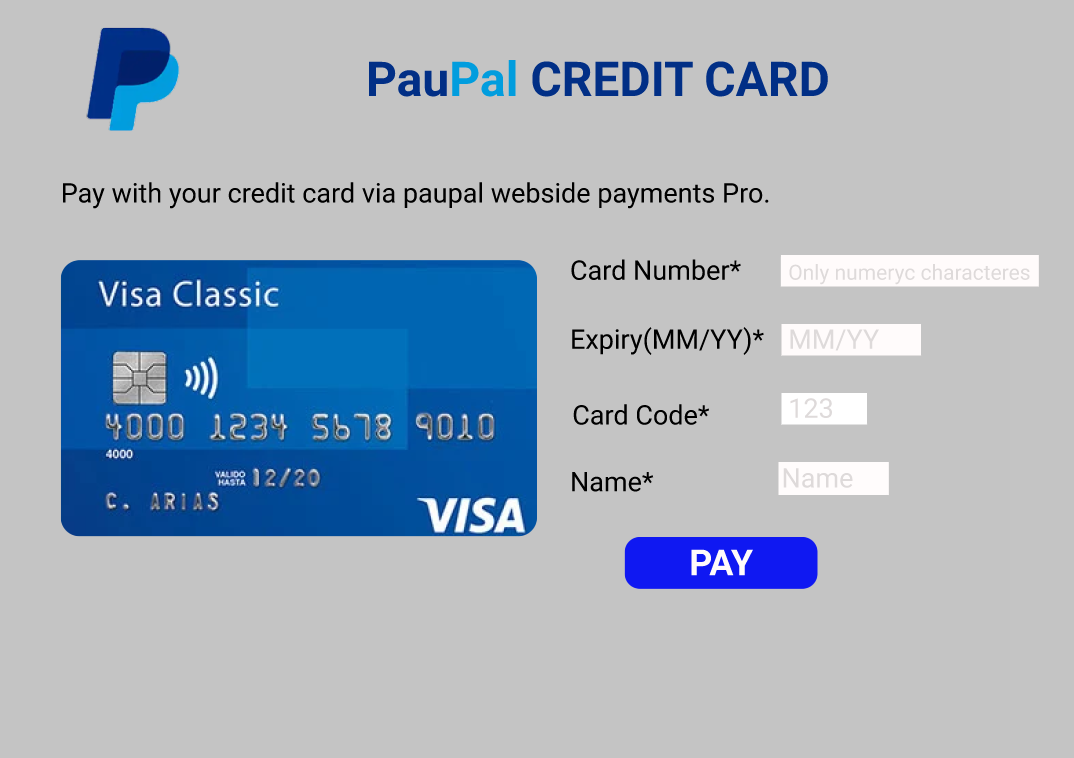 PauPal CREDIT CARD
Pay with your credit card via paupal webside payments Pro.
Visa Classic
4000 1234 5678 9010
4000
VALIDO HASTA 12/20
C. ARIAS
VISA
Card Number* Only numeryc characteres
Expiry(MM/YY)* MM/YY
Card Code* 123
Name* Name
PAY